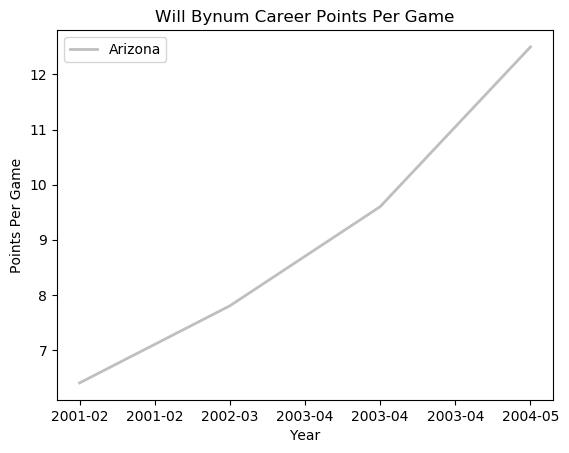 Will Bynum Career Points Per Game
Arizona
Points Per Game
12
11
10
9
8
7
2001-02 2001-02 2002-03 2003-04 2003-04 2003-04 2004-05
Year